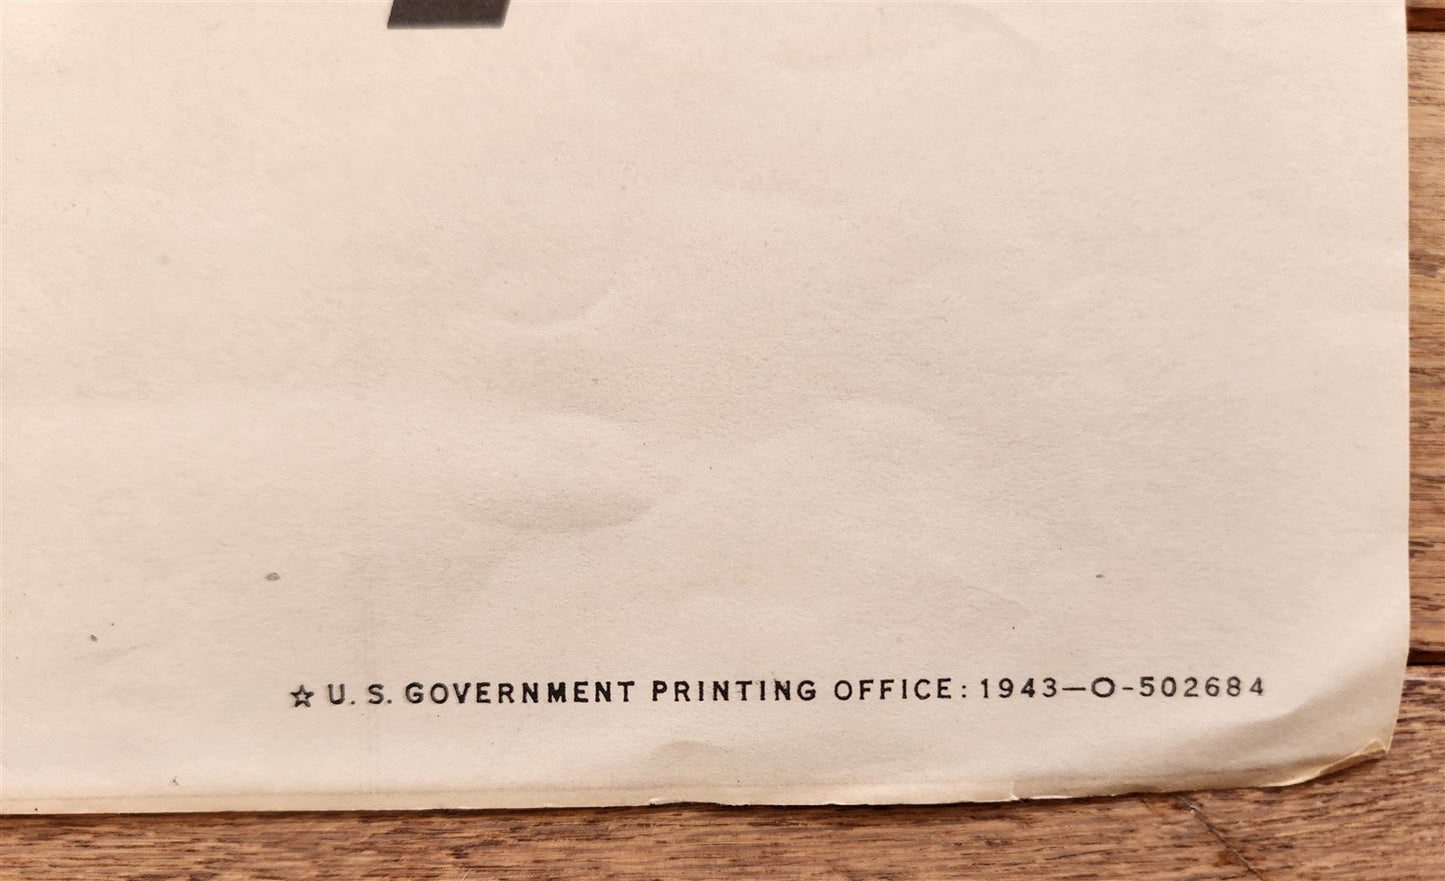 ☆ U. S. GOVERNMENT PRINTING OFFICE: 1943—O-502684